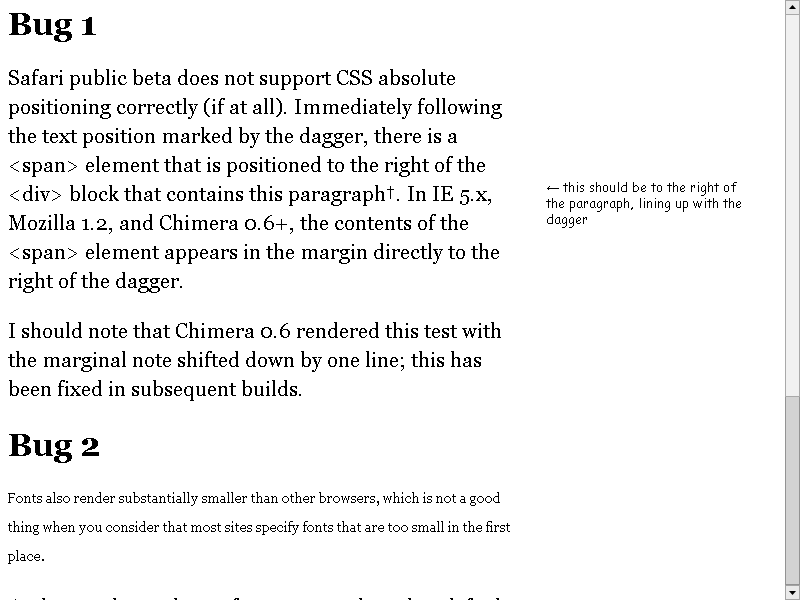 Bug 1
Safari public beta does not support CSS absolute
positioning correctly (if at all). Immediately following
the text position marked by the dagger, there is a
<span> element that is positioned to the right of the
<div> block that contains this paragraph†. In IE 5.x,
Mozilla 1.2, and Chimera 0.6+, the contents of the
<span> element appears in the margin directly to the
right of the dagger.
← this should be to the right of
the paragraph, lining up with the
dagger
I should note that Chimera 0.6 rendered this test with
the marginal note shifted down by one line; this has
been fixed in subsequent builds.
Bug 2
Fonts also render substantially smaller than other browsers, which is not a good
thing when you consider that most sites specify fonts that are too small in the first
place.